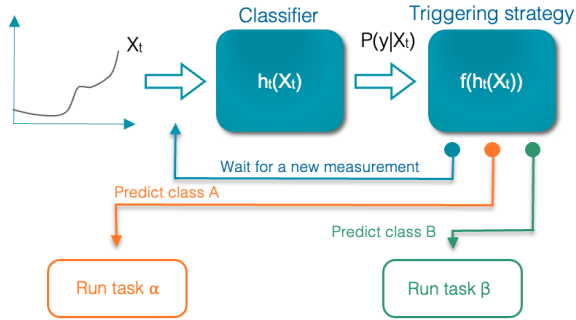 Classifier
Triggering strategy
Xt
P(y|Xt)
ht(Xt)
f(ht(Xt))
Wait for a new measurement
Predict class A
Predict class B
Run task α
Run task β